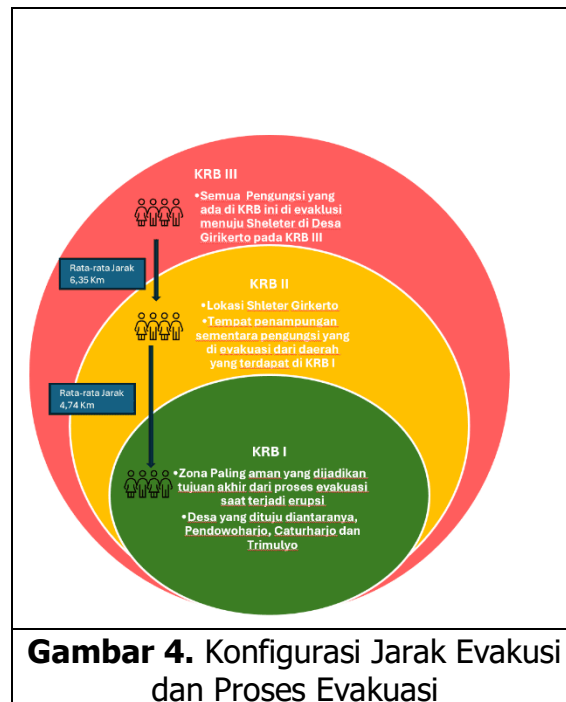 KRB III
•Semua Pengungsi yang
ada di KRB ini di evaklusi
menuju Sheleter di Desa
Girikerto pada KRB III
Rata-rata Jarak
6,35 Km
KRB II
•Lokasi Shleter Girkerto
•Tempat penampungan
sementara pengungsi yang
di evakuasi dari daerah
yang terdapat di KRB I
Rata-rata Jarak
4,74 Km
KRB I
•Zona Paling aman yang dijadikan
tujuan akhir dari proses evakuasi
saat terjadi erupsi
•Desa yang dituju diantaranya,
Pendowoharjo, Caturharjo dan
Trimulyo
Gambar 4. Konfigurasi Jarak Evakusi
dan Proses Evakuasi